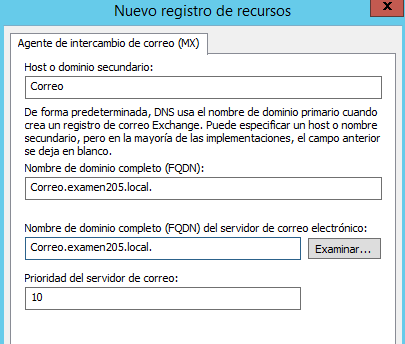 Nuevo registro de recursos
x
Agente de intercambio de correo (MX)
Host o dominio secundario:
Correo
De forma predeterminada, DNS usa el nombre de dominio primario cuando
crea un registro de correo Exchange. Puede especificar un host o nombre
secundario, pero en la mayoría de las implementaciones, el campo anterior
se deja en blanco.
Nombre de dominio completo (FQDN):
Correo.examen205.local.
Nombre de dominio completo (FQDN) del servidor de correo electrónico:
Correo.examen205.local.
Examinar...
Prioridad del servidor de correo:
10